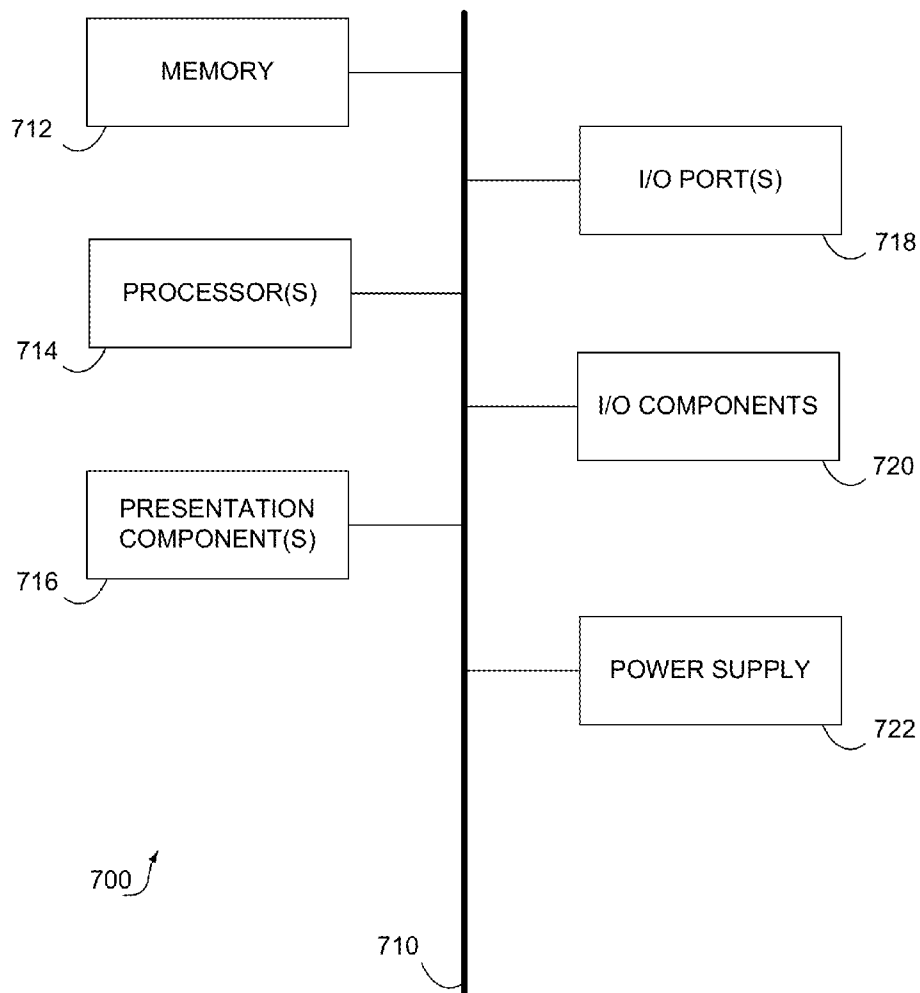 MEMORY
712
I/O PORT(S)
718
PROCESSOR(S)
714
I/O COMPONENTS
720
PRESENTATION
COMPONENT(S)
716
POWER SUPPLY
722
700
710